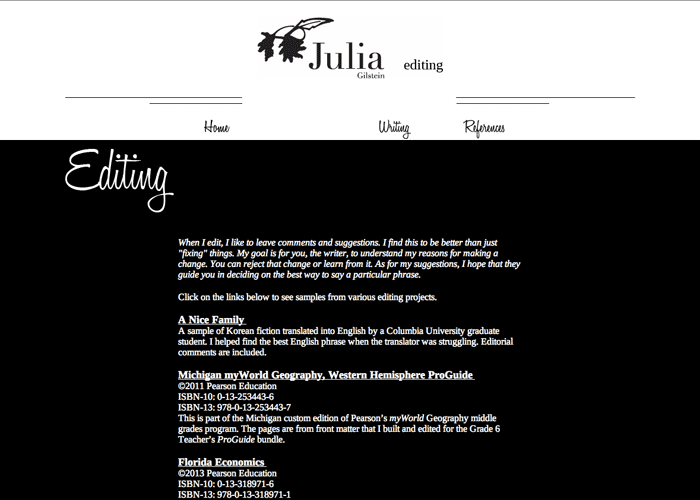 Julia
Gilstein
editing
Home
Writing
References
Editing
When I edit, I like to leave comments and suggestions. I find this to be better than just
"fixing" things. My goal is for you, the writer, to understand my reasons for making a
change. You can reject that change or learn from it. As for my suggestions, I hope that they
guide you in deciding on the best way to say a particular phrase.
Click on the links below to see samples from various editing projects.
A Nice Family
A sample of Korean fiction translated into English by a Columbia University graduate
student. I helped find the best English phrase when the translator was struggling. Editorial
comments are included.
Michigan myWorld Geography, Western Hemisphere ProGuide
©2011 Pearson Education
ISBN-10: 0-13-253443-6
ISBN-13: 978-0-13-253443-7
This is part of the Michigan custom edition of Pearson’s myWorld Geography middle
grades program. The pages are from front matter that I built and edited for the Grade 6
Teacher’s ProGuide bundle.
Florida Economics
©2013 Pearson Education
ISBN-10: 0-13-318971-6
ISBN-13: 978-0-13-318971-1